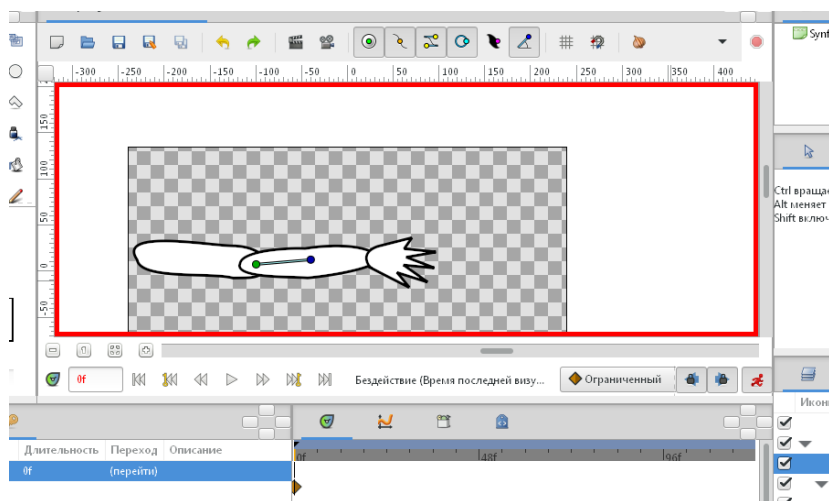 Synf
-300 -250 -200 -150 -100 -50 0 50 100 150 200 250 300 350 400
150
100
50
0
-50
Ctrl враща
Alt меняет
Shift включ
0f
Бездействие (Время последней визу...
Ограниченный
Икон
Длительность Переход Описание
0f 48f 96f
0f (перейти)